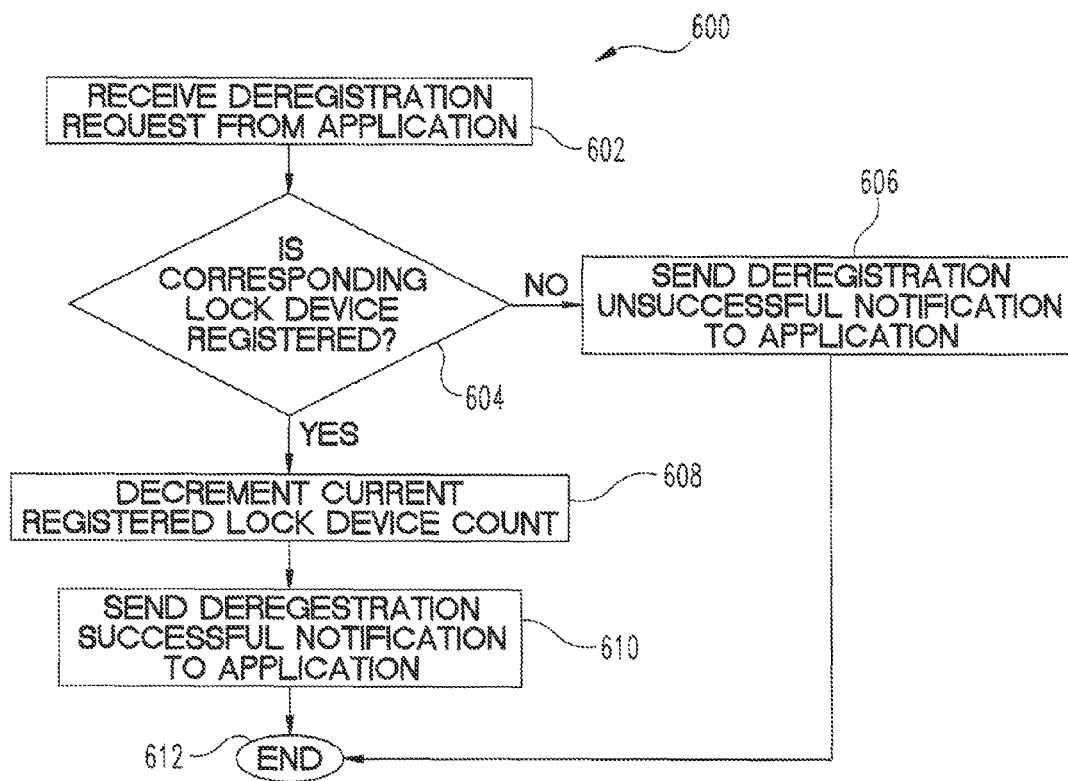 600
RECEIVE DEREGISTRATION
REQUEST FROM APPLICATION
602
IS
CORRESPONDING
LOCK DEVICE
REGISTERED?
604
NO
606
SEND DEREGISTRATION
UNSUCCESSFUL NOTIFICATION
TO APPLICATION
YES
DECREMENT CURRENT
REGISTERED LOCK DEVICE COUNT
608
SEND DEREGESTRATION
SUCCESSFUL NOTIFICATION
TO APPLICATION
610
612
END